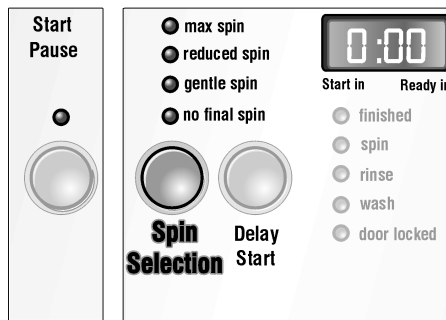 Start
Pause
max spin
reduced spin
gentle spin
no final spin
Spin
Selection
Delay
Start
0:00
Start in Ready in
finished
spin
rinse
wash
door locked